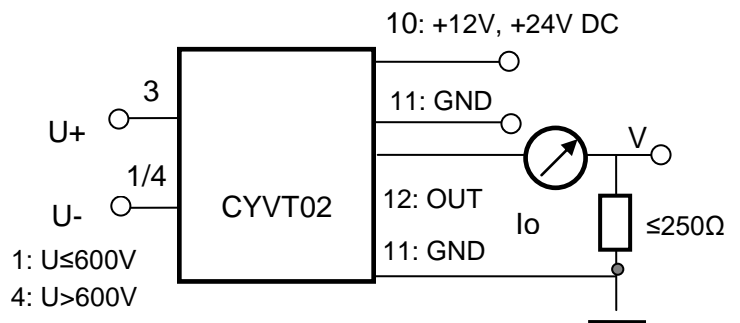 10: +12V, +24V DC
3
11: GND
U+
V
1/4
U-
CYVT02
12: OUT
Io
≤250Ω
11: GND
1: U≤600V
4: U>600V